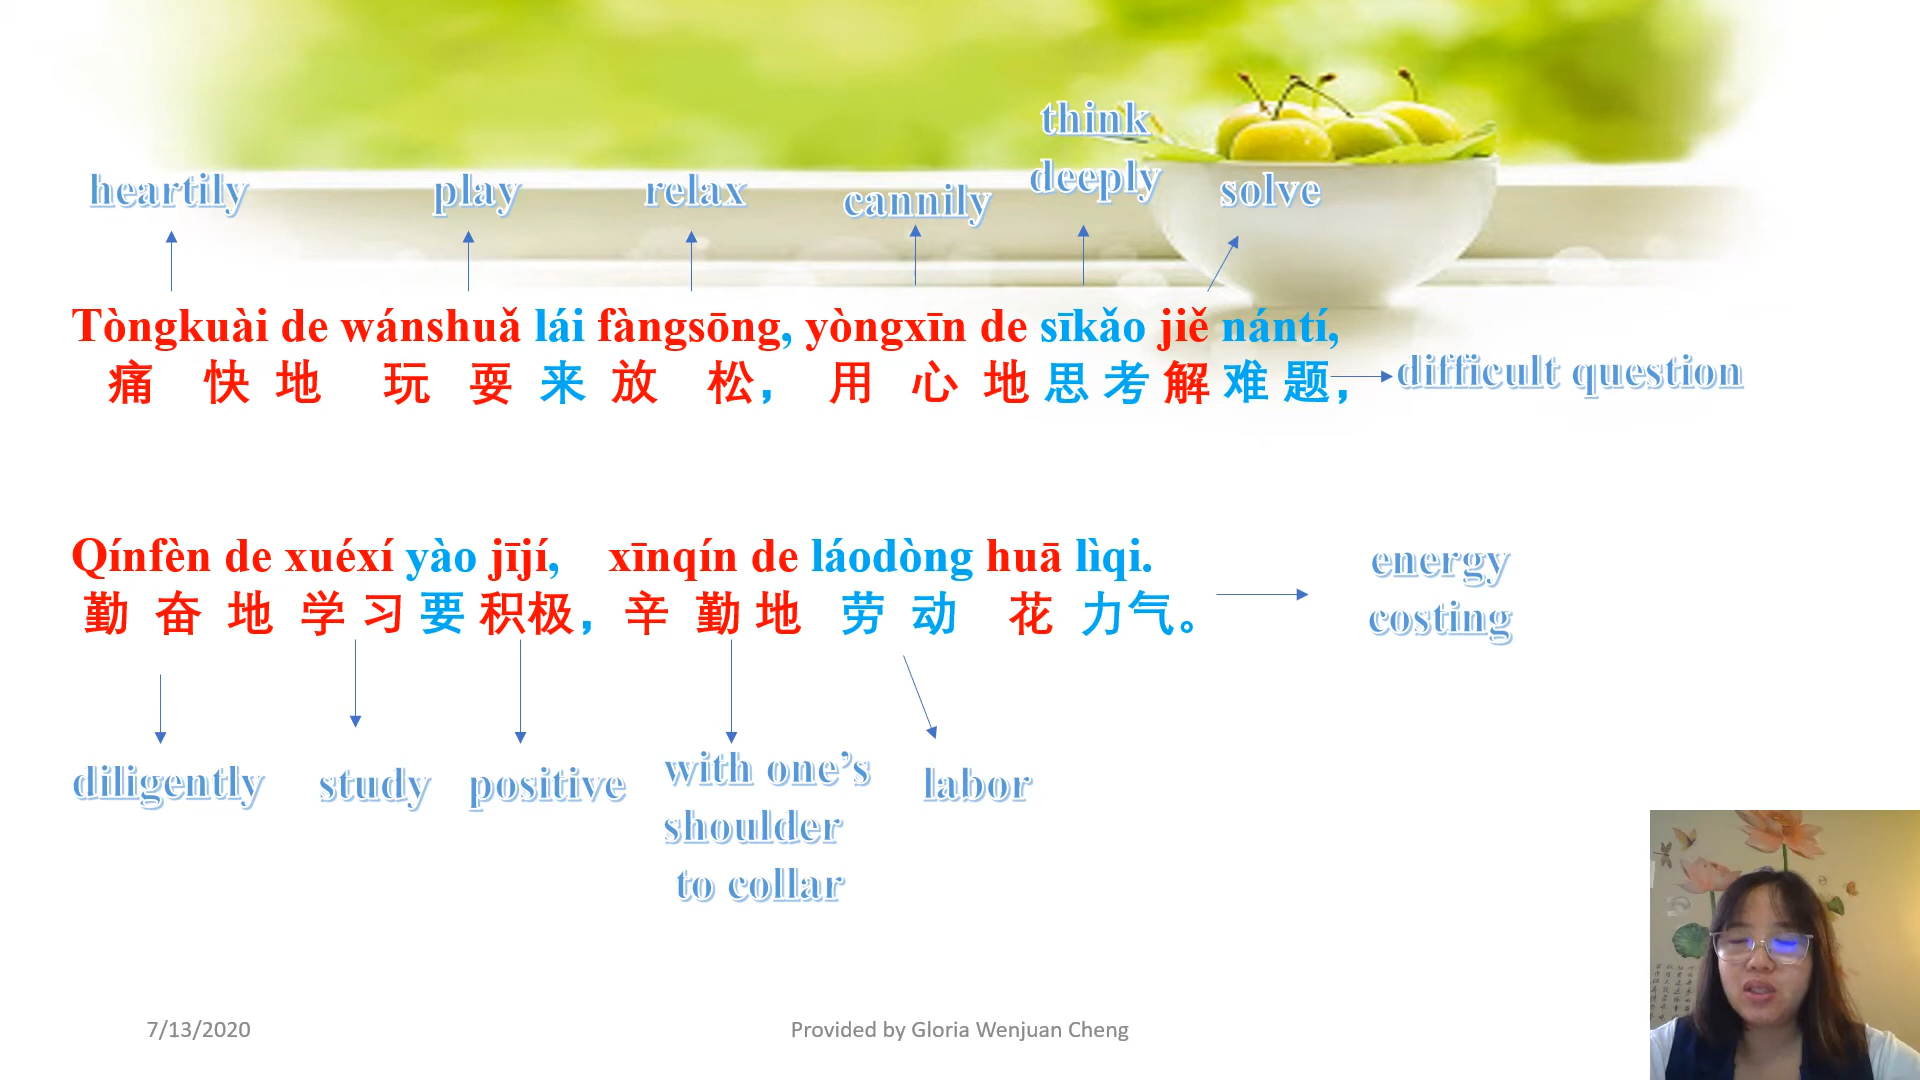 think
deeply
heartily play relax cannily solve
Tòngkuài de wánshuǎ lái fàngsōng, yòngxīn de sīkǎo jiě nántí,
痛 快 地 玩 耍 来 放 松， 用 心 地 思 考 解 难 题，
difficult question
Qínfèn de xuéxí yào jījí, xīnqín de láodòng huā lìqi.
勤 奋 地 学 习 要 积极，辛 勤 地 劳 动 花 力气。
energy
costing
diligently study positive
with one’s
shoulder
to collar
labor
7/13/2020
Provided by Gloria Wenjuan Cheng